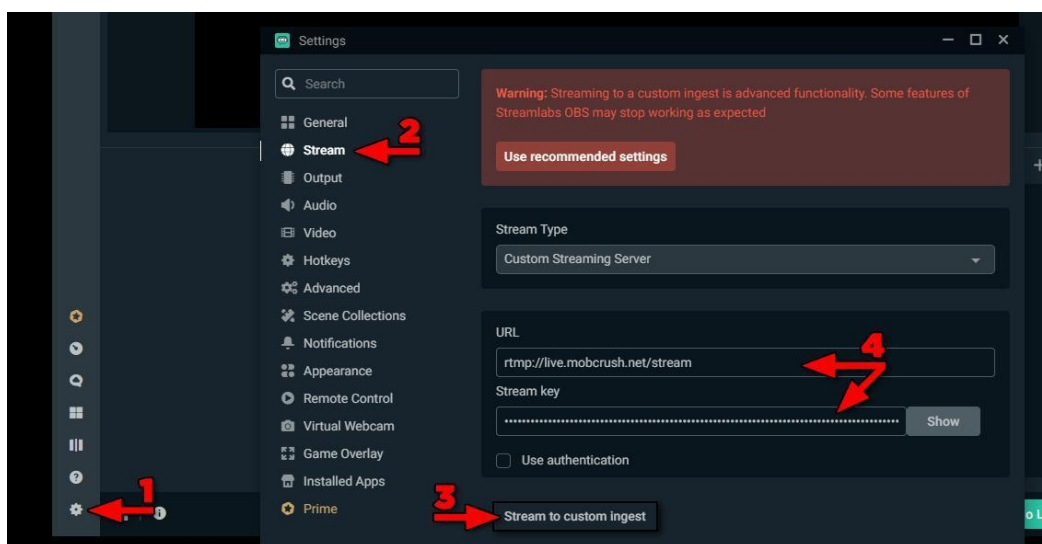 Settings
Search
General
Stream
Output
Audio
Video
Hotkeys
Advanced
Scene Collections
Notifications
Appearance
Remote Control
Virtual Webcam
Game Overlay
Installed Apps
Prime
Warning: Streaming to a custom ingest is advanced functionality. Some features of
Streamlabs OBS may stop working as expected
Use recommended settings
Stream Type
Custom Streaming Server
URL
rtmp://live.mobcrush.net/stream
Stream key
Show
Use authentication
Stream to custom ingest
1
2
3
4